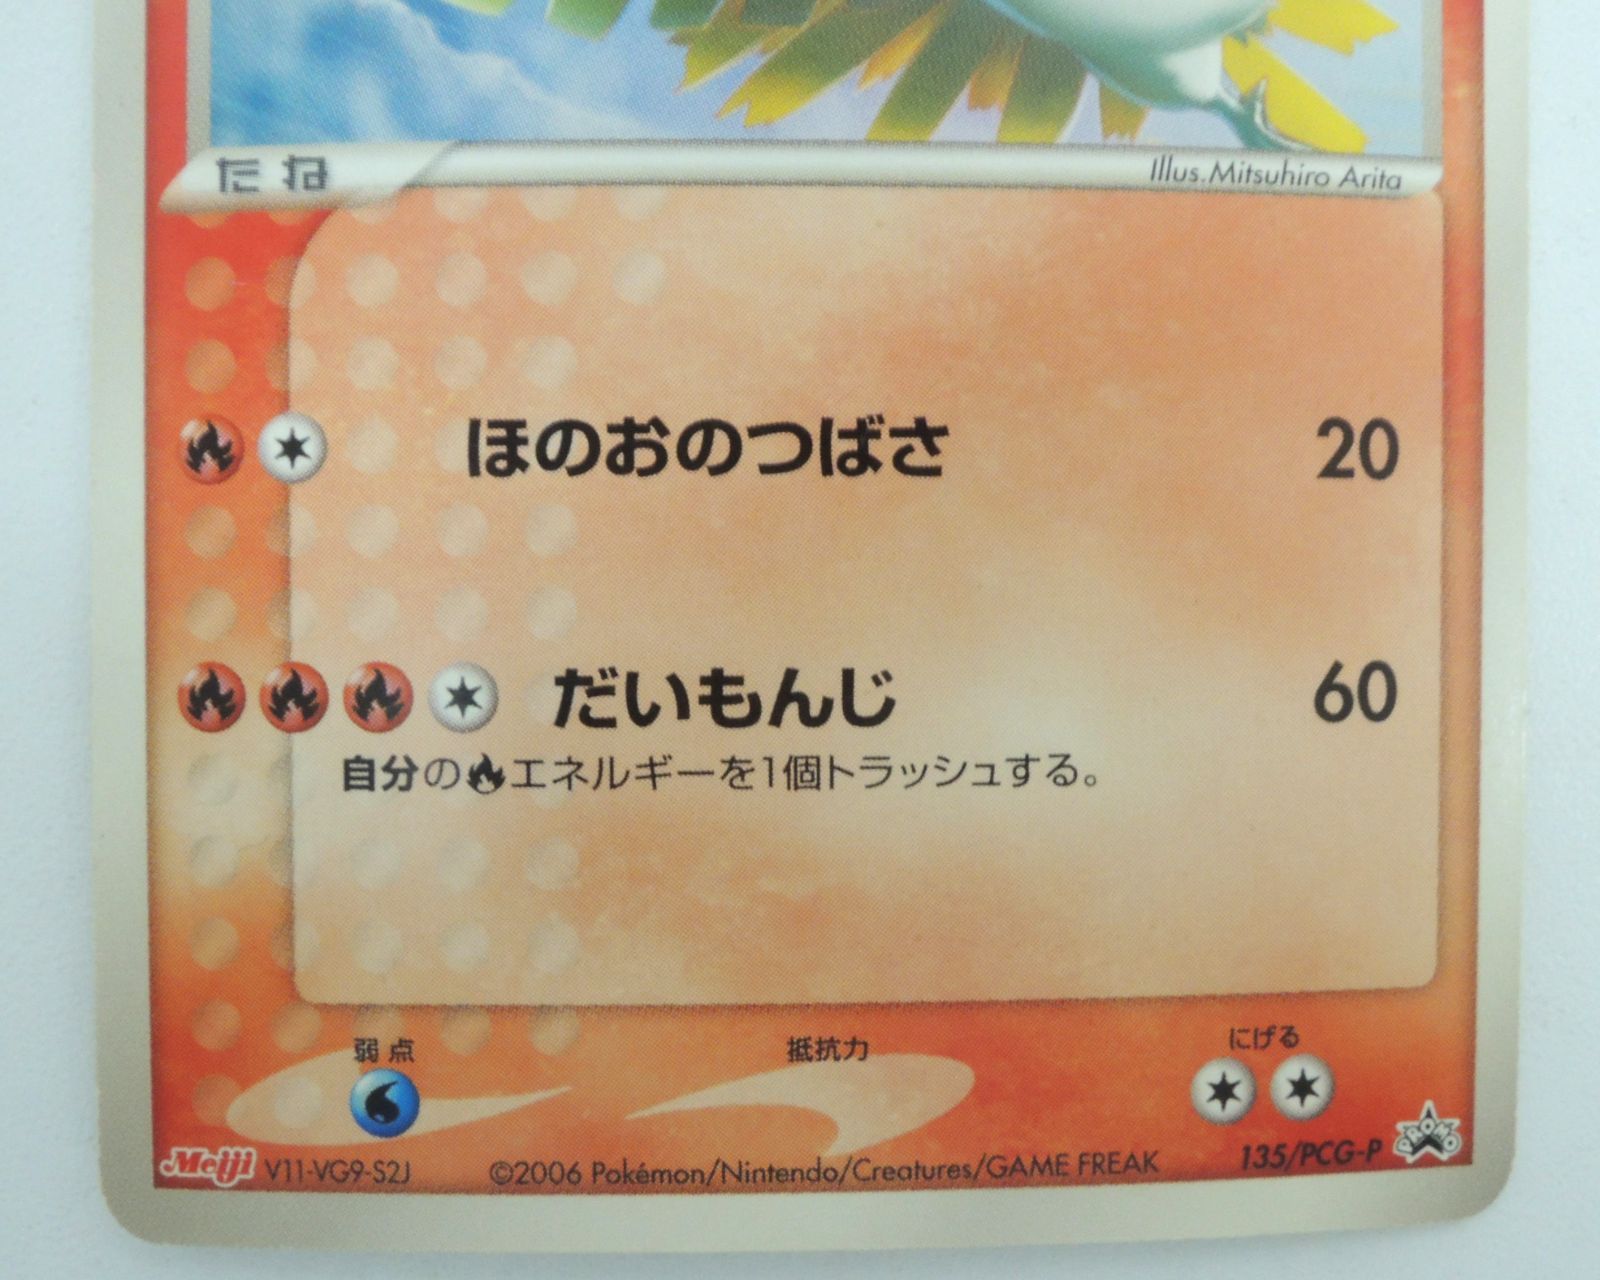 たね
Illus.Mitsuhiro Arita
ほのおのつばさ 20
だいもんじ 60
自分のエネルギーを1個トラッシュする。
弱点 抵抗力 にげる
Meiji V11-VG9-S2J ©2006 Pokémon/Nintendo/Creatures/GAME FREAK 135/PCG-P PROMO